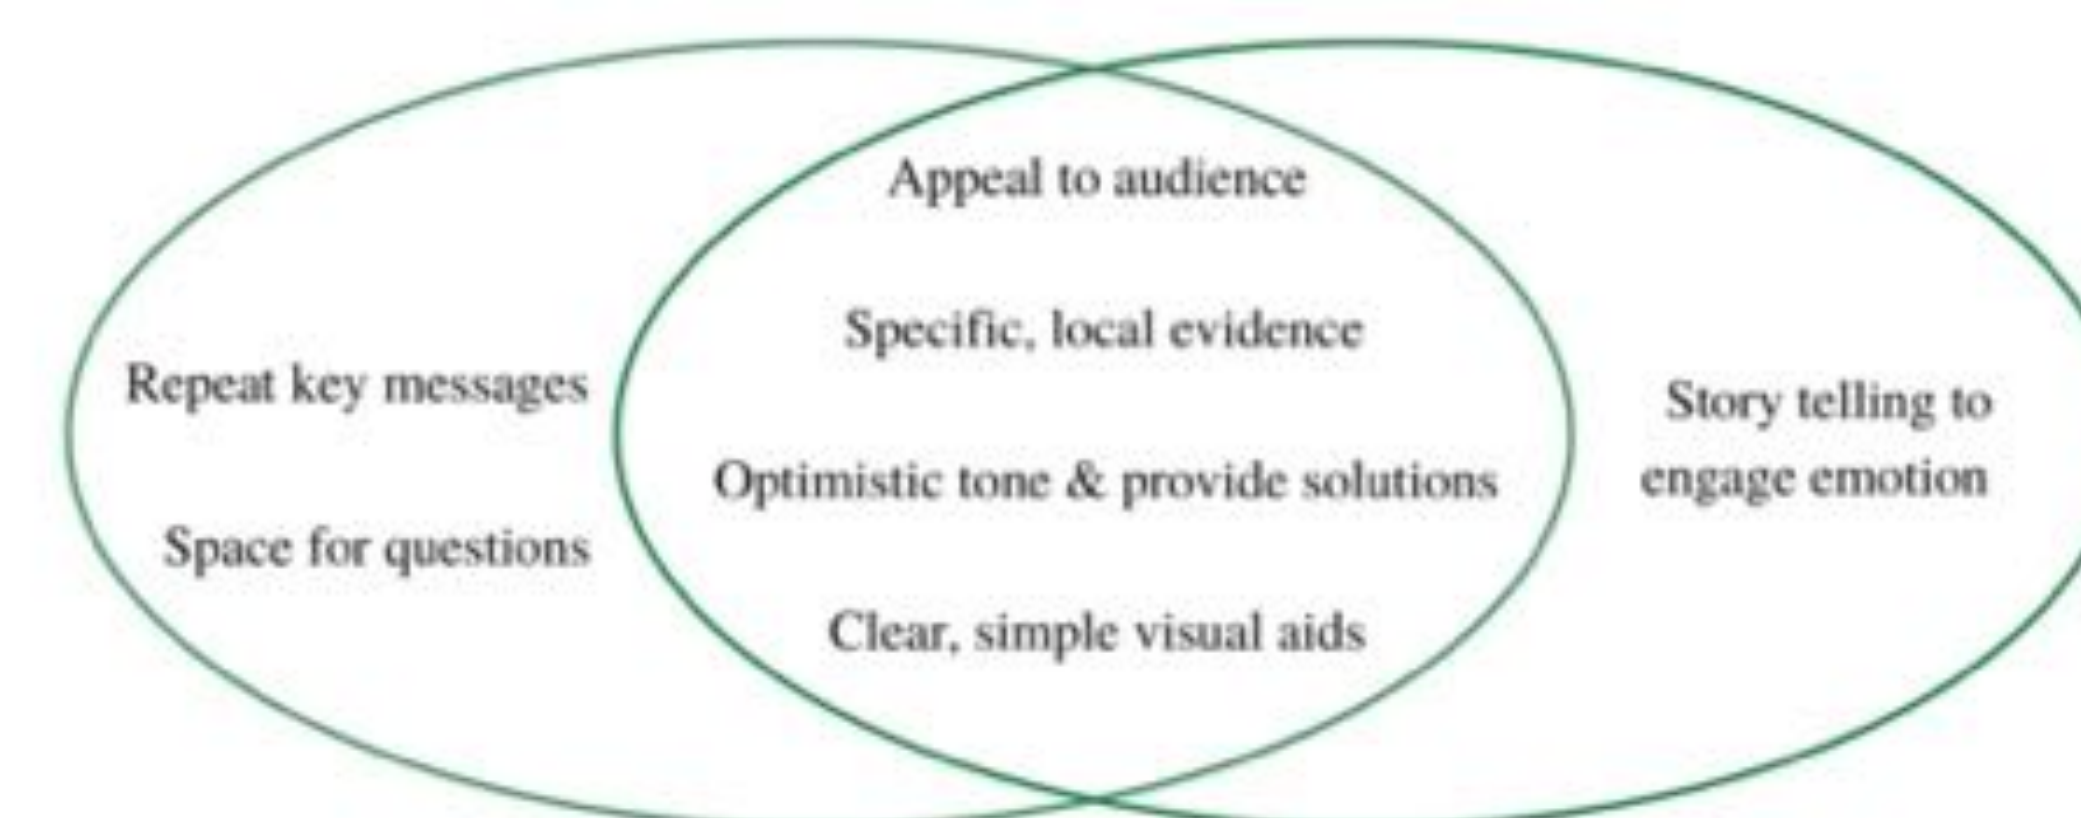 Appeal to audience
Specific, local evidence
Repeat key messages
Story telling to
engage emotion
Optimistic tone & provide solutions
Space for questions
Clear, simple visual aids